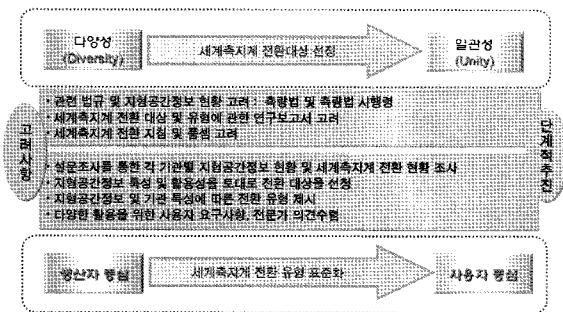 다양성
(Diversity)
세계측지계 전환대상 선정
일관성
(Unity)
고려사항
· 관련 법규 및 지형공간정보 현황 고려 : 측량법 및 측량법 시행령
· 세계측지계 전환 대상 및 유형에 관한 연구보고서 고려
· 세계측지계 전환 지침 및 고려
· 설문조사를 통한 각 기관별 지형공간정보 현황 및 세계측지계 전환 현황 조사
· 지형공간정보 특성 및 활용성을 토대로 전환 대상을 선정
· 지형공간정보 및 기관 특성에 따른 전환 유형 제시
· 다양한 활용을 위한 사용자 요구사항, 전문가 의견수렴
단계적추진
생산자 중심
세계측지계 전환 유형 표준화
사용자 중심